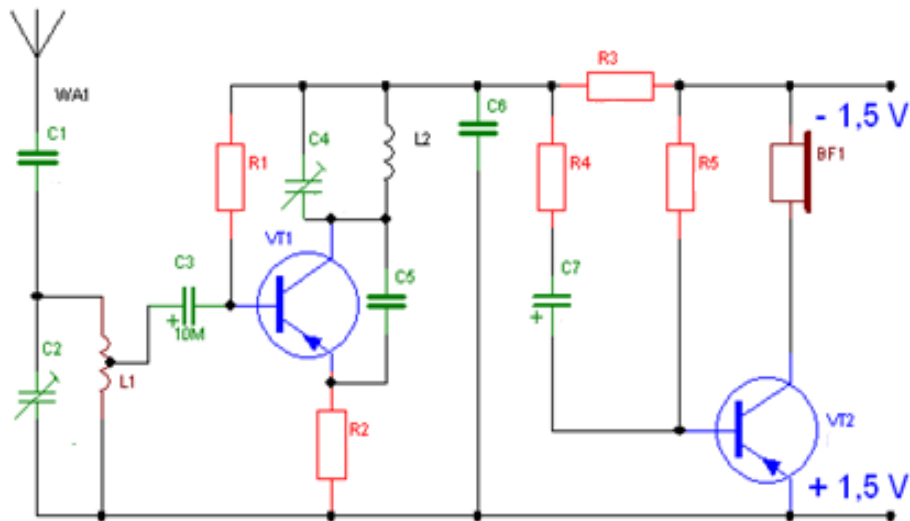 WA1
C1
C2
L1
C3
+
10M
R1
C4
L2
VT1
C5
R2
C6
R3
R4
C7
+
R5
BF1
- 1,5 V
VT2
+ 1,5 V